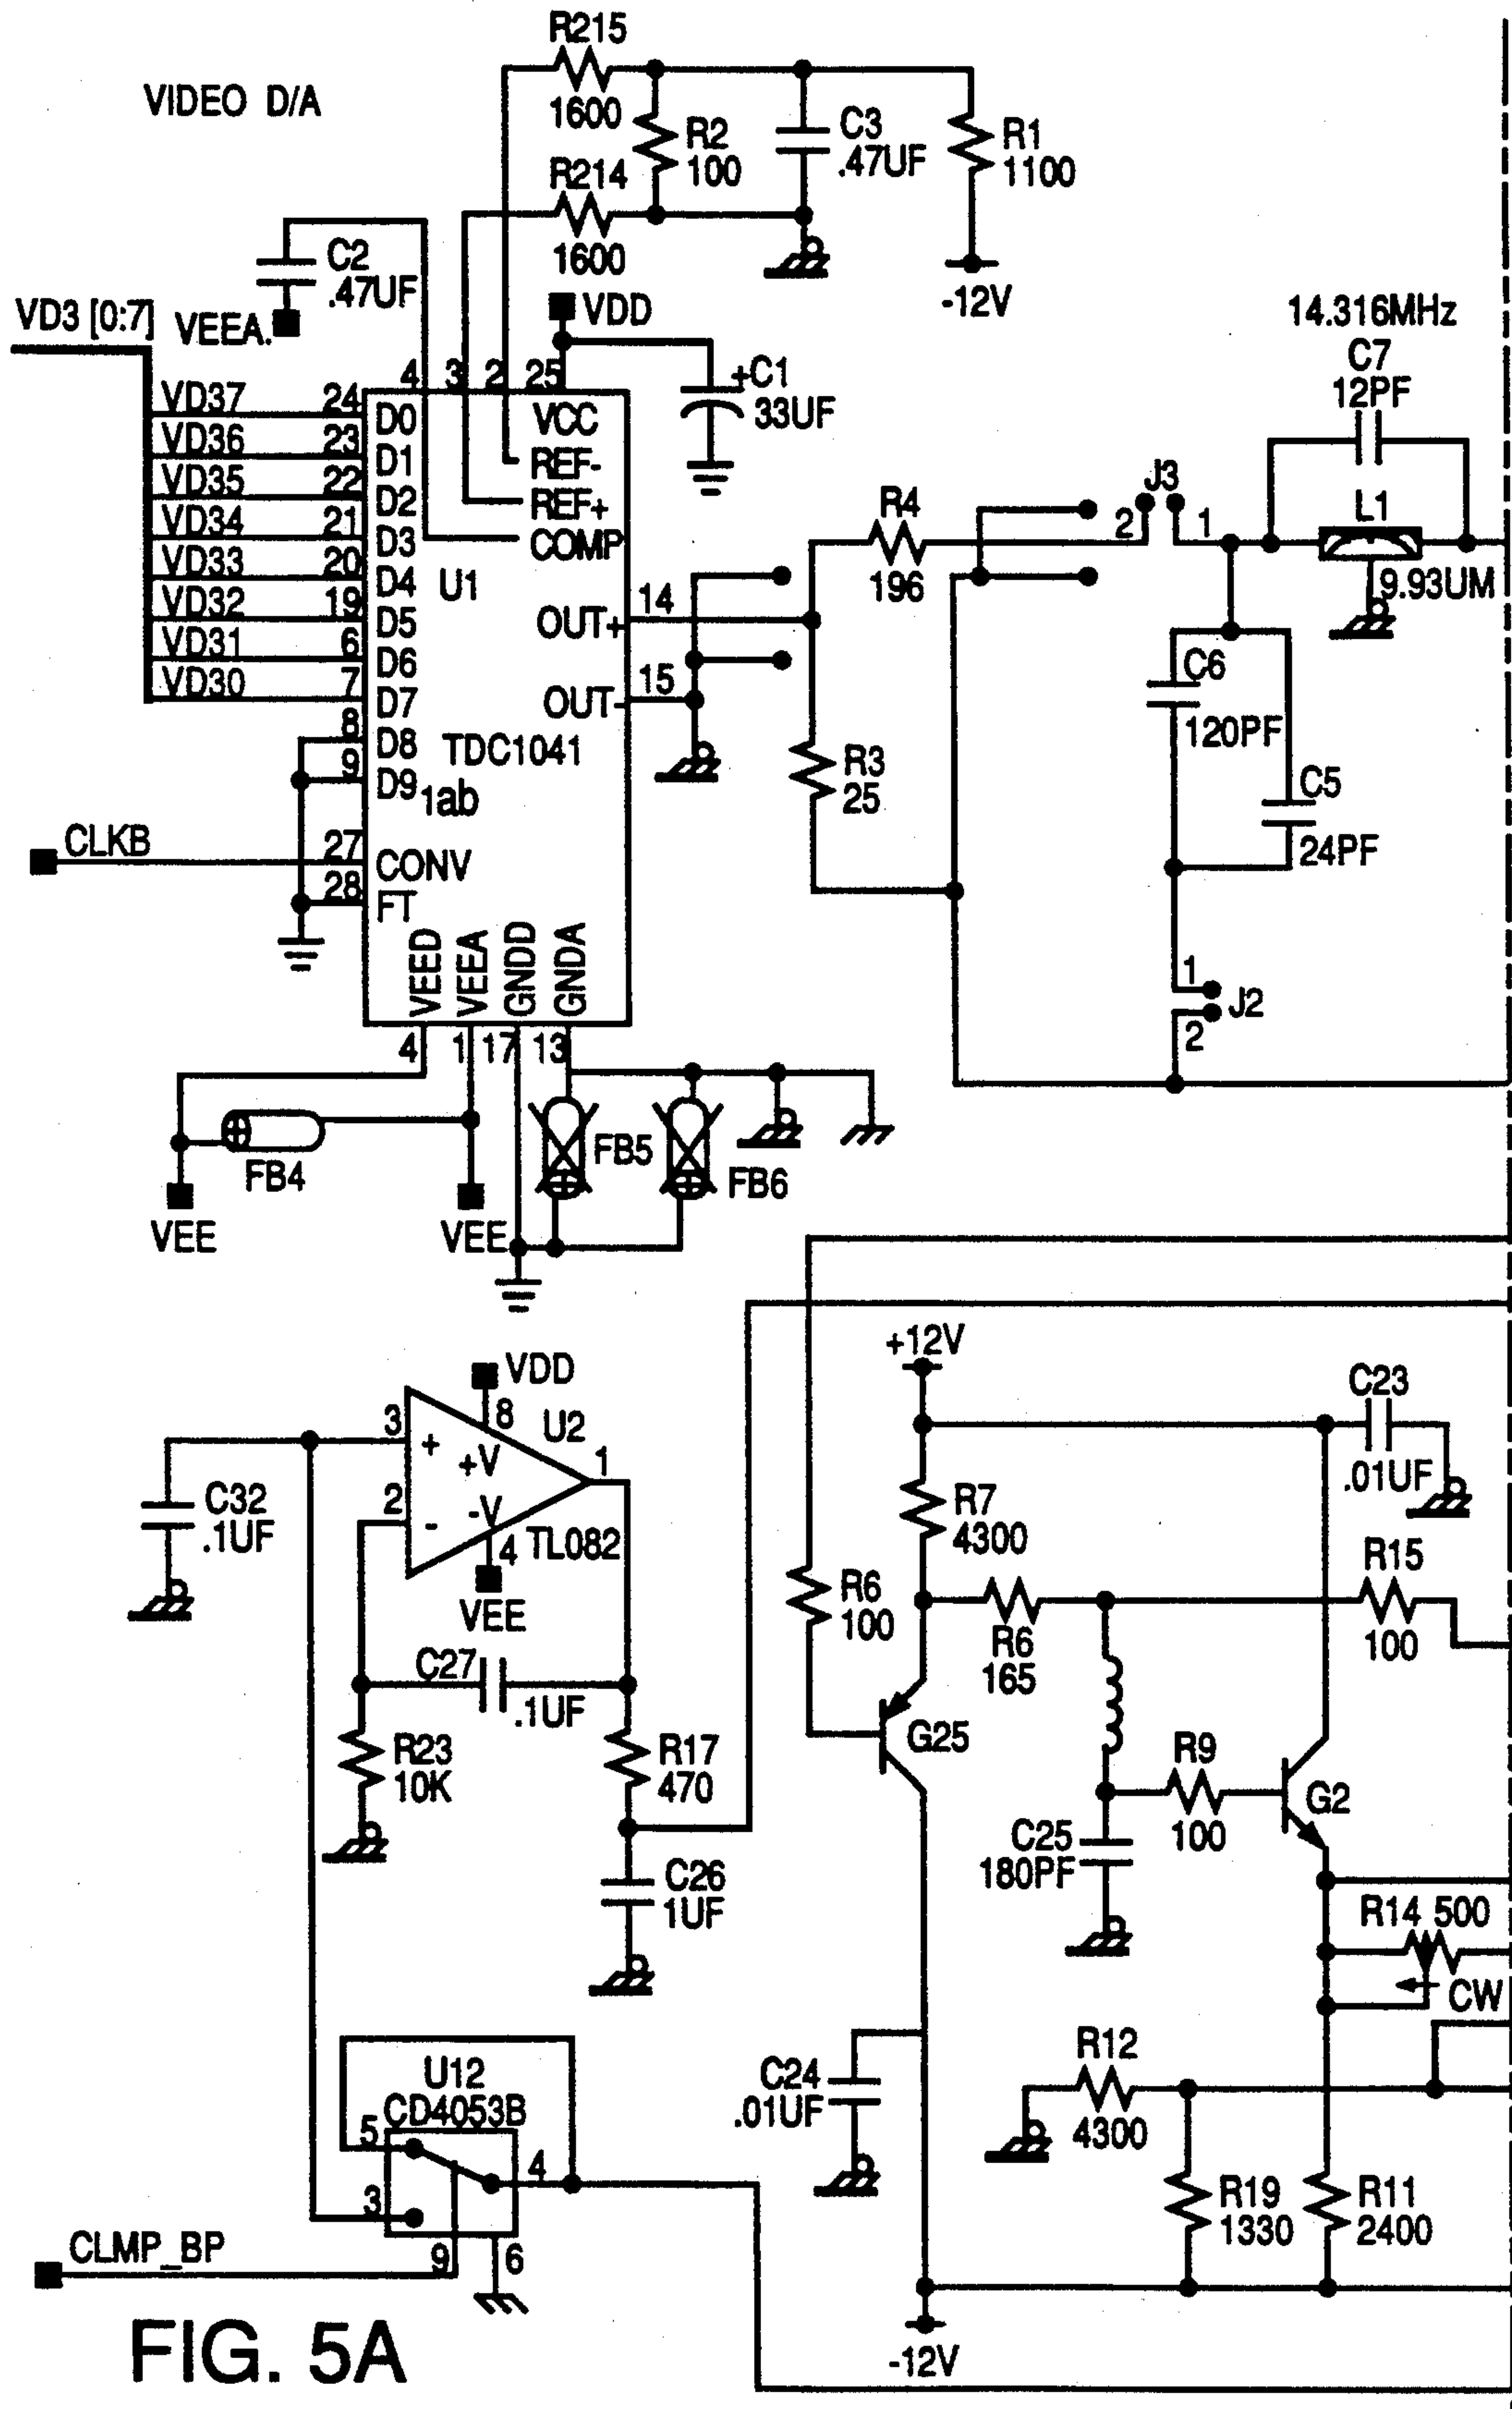 VIDEO D/A
R215
1600
R2
100
C3
.47UF
R1
1100
-12V
R214
1600
C2
.47UF
VEEA.
VD3 [0:7]
VDD
+C1
33UF
14.316MHz
C7
12PF
L1
9.93UM
4 3 2 25
VD37 24 D0
VD36 23 D1
VD35 22 D2
VD34 21 D3
VD33 20 D4
VD32 19 D5
VD31 6 D6
VD30 7 D7
8 D8
9 D9
CLKB 27 CONV
28 FT
VCC
REF-
REF+
COMP
U1
OUT+ 14
OUT- 15
TDC1041
1ab
VEED
VEEA
GNDD
GNDA
4 1 17 13
R4
196
J3
2 1
R3
25
C6
120PF
C5
24PF
1
J2
2
FB4
VEE
VEE
FB5
FB6
VDD
8
U2
3 +
+V
1
2 -
-V
4
TL082
VEE
C32
.1UF
C27
.1UF
R23
10K
R17
470
C26
1UF
+12V
C23
.01UF
R7
4300
R6
100
R6
165
R15
100
G25
R9
100
G2
C25
180PF
R14 500
CW
C24
.01UF
R12
4300
R19
1330
R11
2400
-12V
U12
CD4053B
5
4
3
9
6
CLMP_BP
FIG. 5A